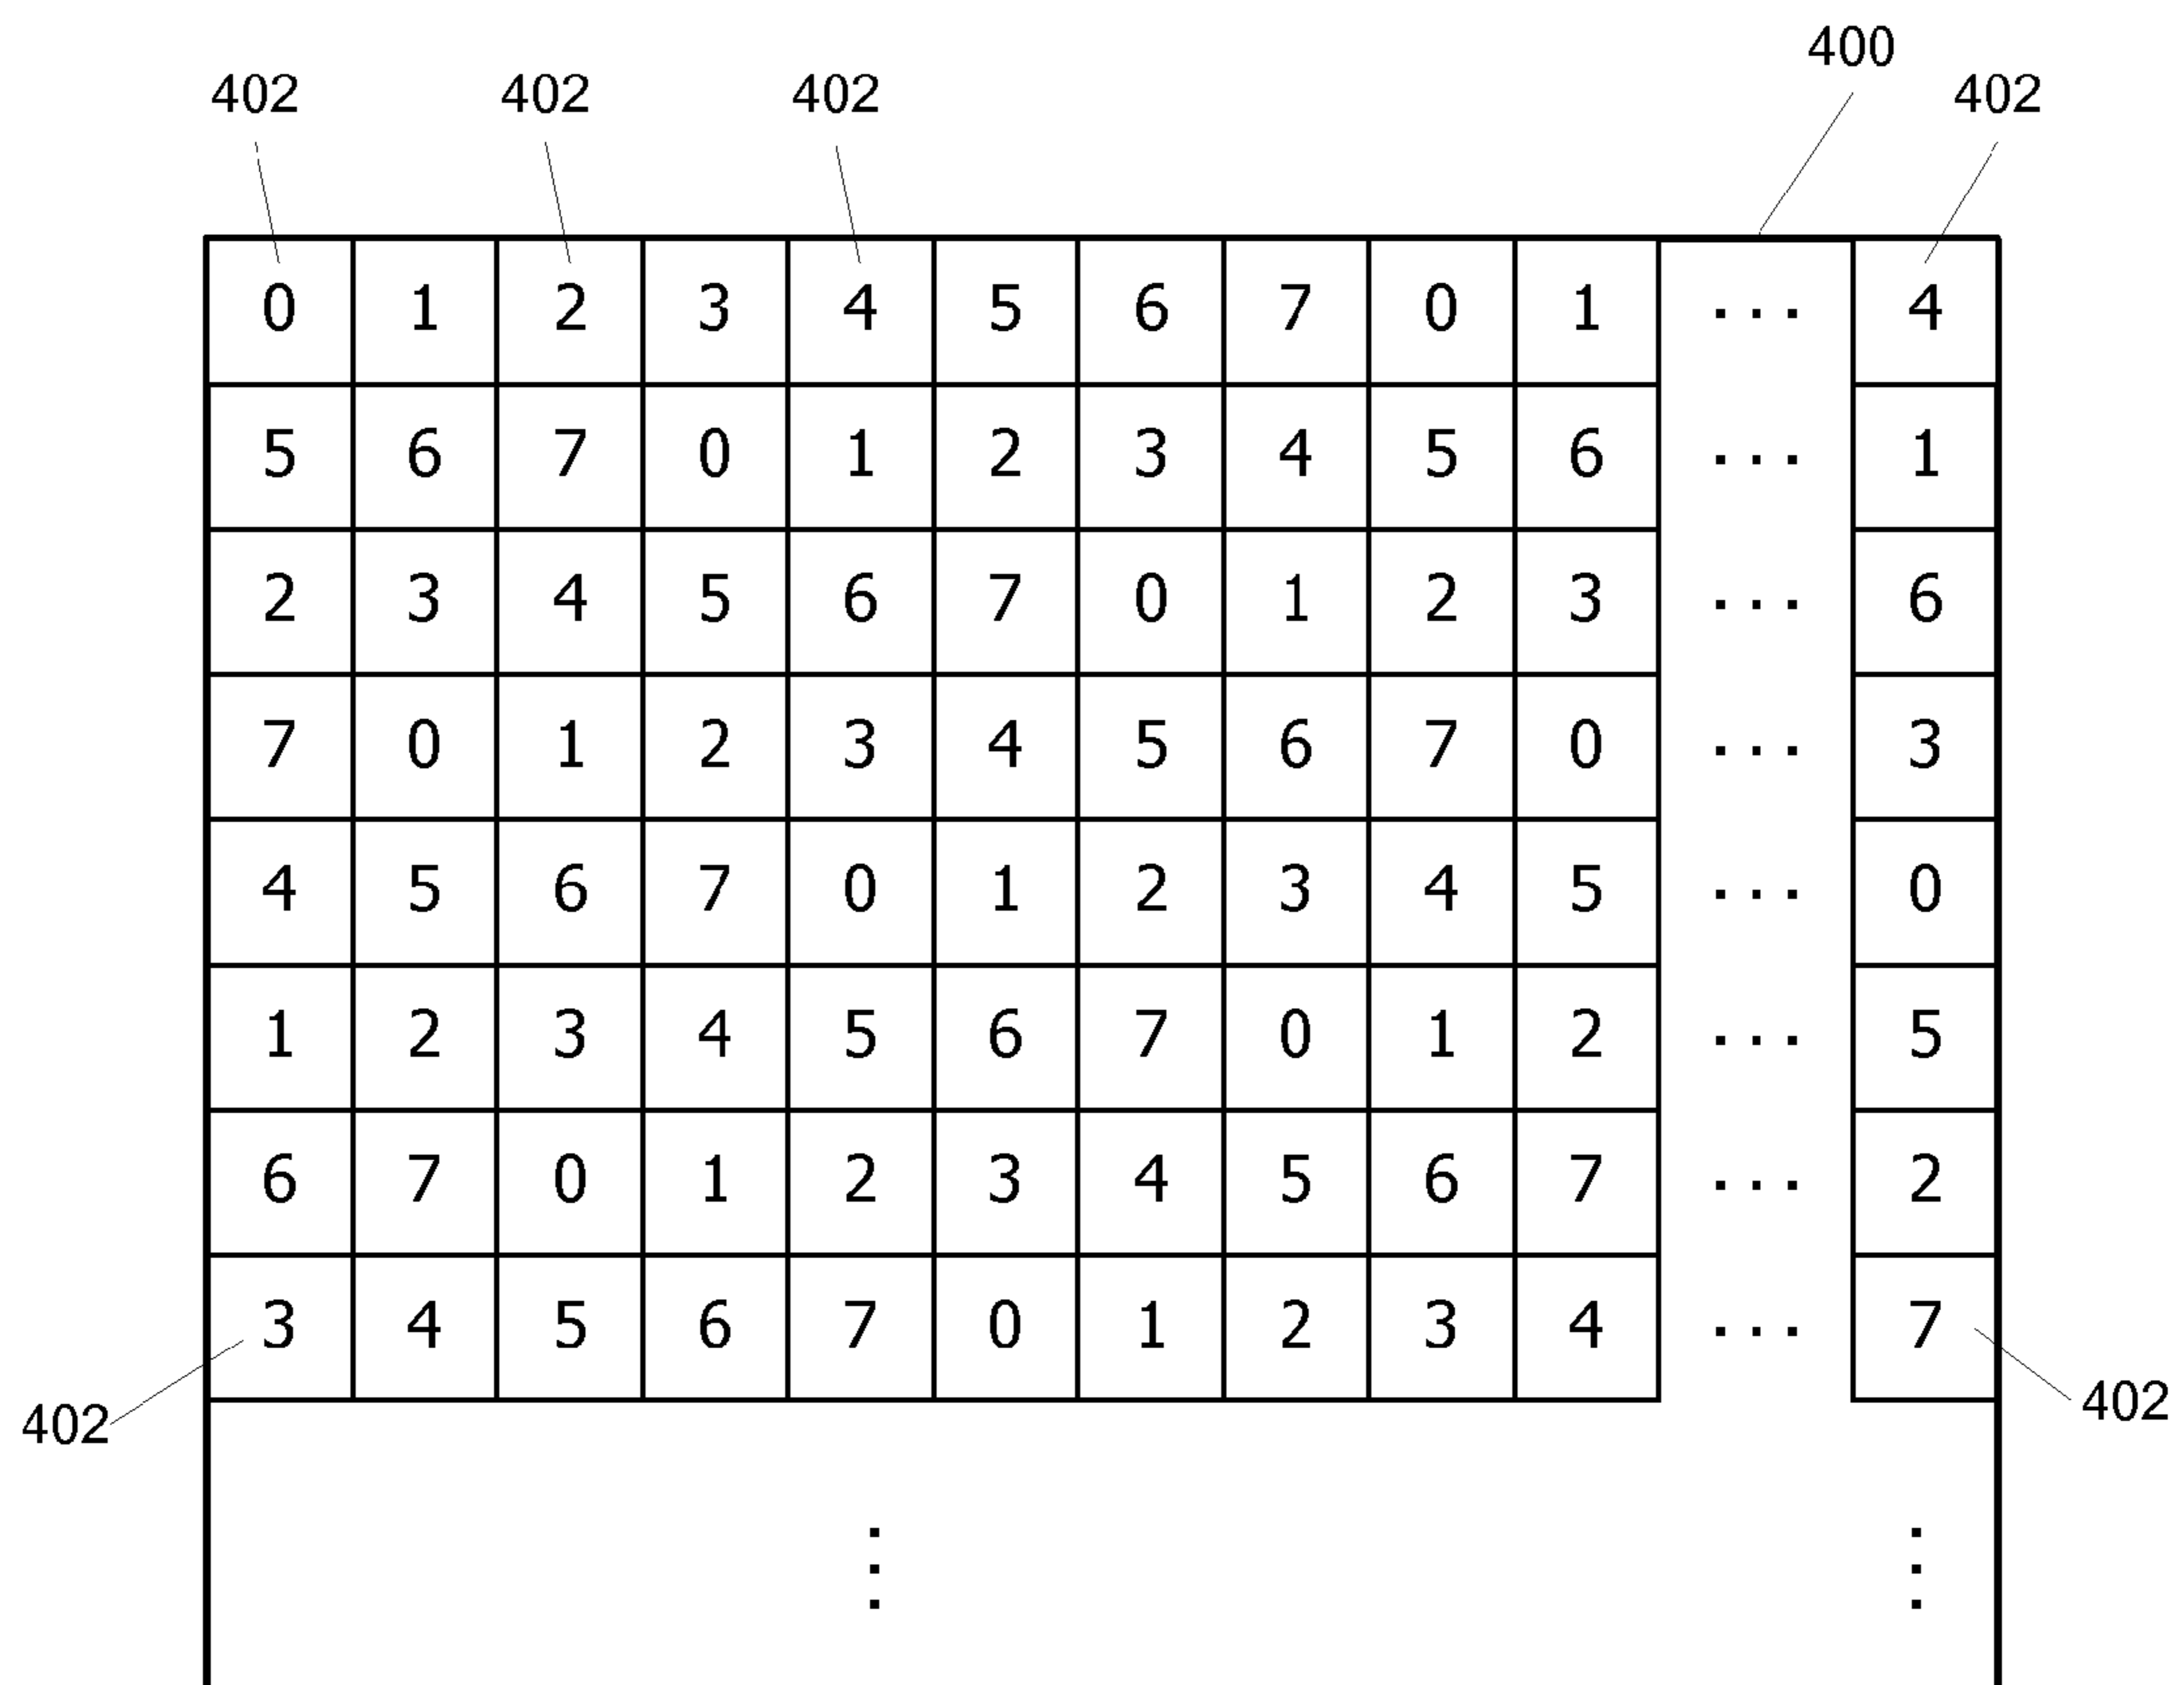 400
402 402 402 402
0 1 2 3 4 5 6 7 0 1 ... 4
5 6 7 0 1 2 3 4 5 6 ... 1
2 3 4 5 6 7 0 1 2 3 ... 6
7 0 1 2 3 4 5 6 7 0 ... 3
4 5 6 7 0 1 2 3 4 5 ... 0
1 2 3 4 5 6 7 0 1 2 ... 5
6 7 0 1 2 3 4 5 6 7 ... 2
3 4 5 6 7 0 1 2 3 4 ... 7
402 402